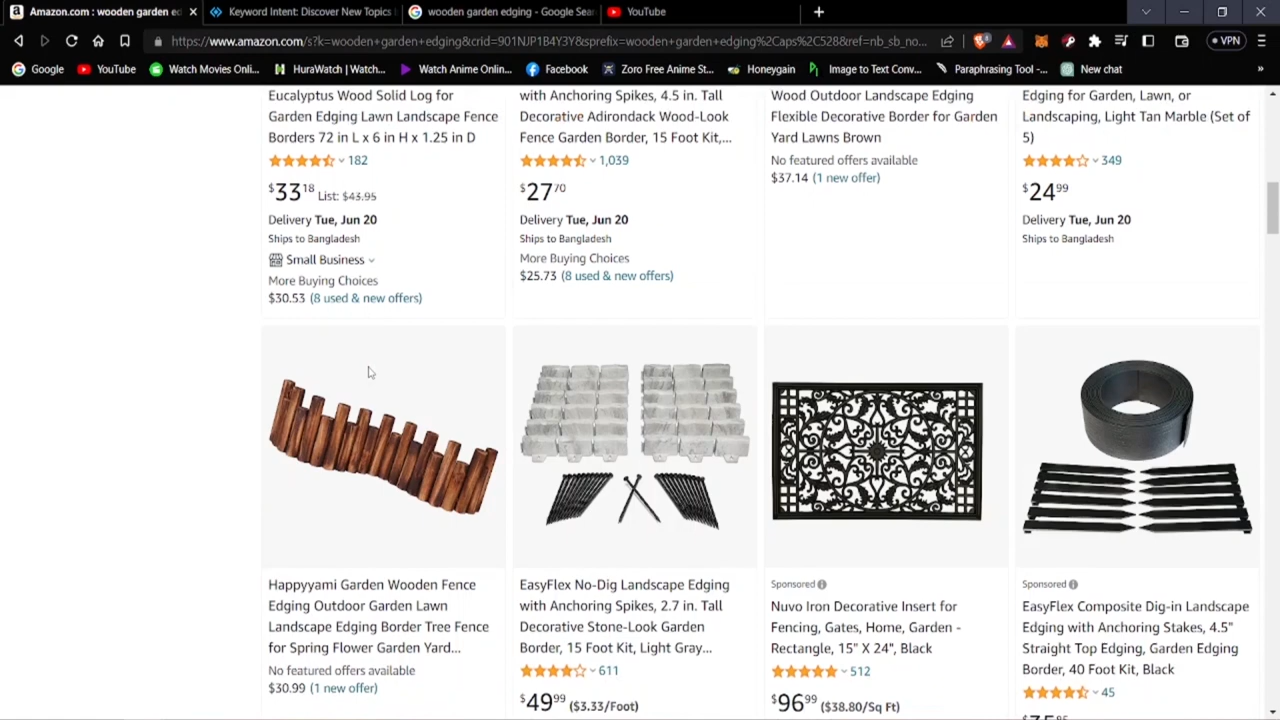 Amazon.com : wooden garden ed
Keyword Intent: Discover New Topics
wooden garden edging - Google Sear
YouTube
https://www.amazon.com/s?k=wooden+garden+edging&crid=901NJP1B4Y3Y&sprefix=wooden+garden+edging%2Caps%2C528&ref=nb_sb_no...
VPN
Google
YouTube
Watch Movies Onli...
HuraWatch | Watch...
Watch Anime Onlin...
Facebook
Zoro Free Anime St...
Honeygain
Image to Text Conv...
Paraphrasing Tool -...
New chat
»
Eucalyptus Wood Solid Log for
Garden Edging Lawn Landscape Fence
Borders 72 in L x 6 in H x 1.25 in D
182
$33 18 List: $43.95
Delivery Tue, Jun 20
Ships to Bangladesh
Small Business
More Buying Choices
$30.53 (8 used & new offers)
with Anchoring Spikes, 4.5 in. Tall
Decorative Adirondack Wood-Look
Fence Garden Border, 15 Foot Kit,...
1,039
$27 70
Delivery Tue, Jun 20
Ships to Bangladesh
More Buying Choices
$25.73 (8 used & new offers)
Wood Outdoor Landscape Edging
Flexible Decorative Border for Garden
Yard Lawns Brown
No featured offers available
$37.14 (1 new offer)
Edging for Garden, Lawn, or
Landscaping, Light Tan Marble (Set of
5)
349
$24 99
Delivery Tue, Jun 20
Ships to Bangladesh
Happyyami Garden Wooden Fence
Edging Outdoor Garden Lawn
Landscape Edging Border Tree Fence
for Spring Flower Garden Yard...
No featured offers available
$30.99 (1 new offer)
EasyFlex No-Dig Landscape Edging
with Anchoring Spikes, 2.7 in. Tall
Decorative Stone-Look Garden
Border, 15 Foot Kit, Light Gray...
611
$49 99 ($3.33/Foot)
Sponsored
Nuvo Iron Decorative Insert for
Fencing, Gates, Home, Garden -
Rectangle, 15" X 24", Black
512
$96 99 ($38.80/Sq Ft)
Sponsored
EasyFlex Composite Dig-in Landscape
Edging with Anchoring Stakes, 4.5"
Straight Top Edging, Garden Edging
Border, 40 Foot Kit, Black
45